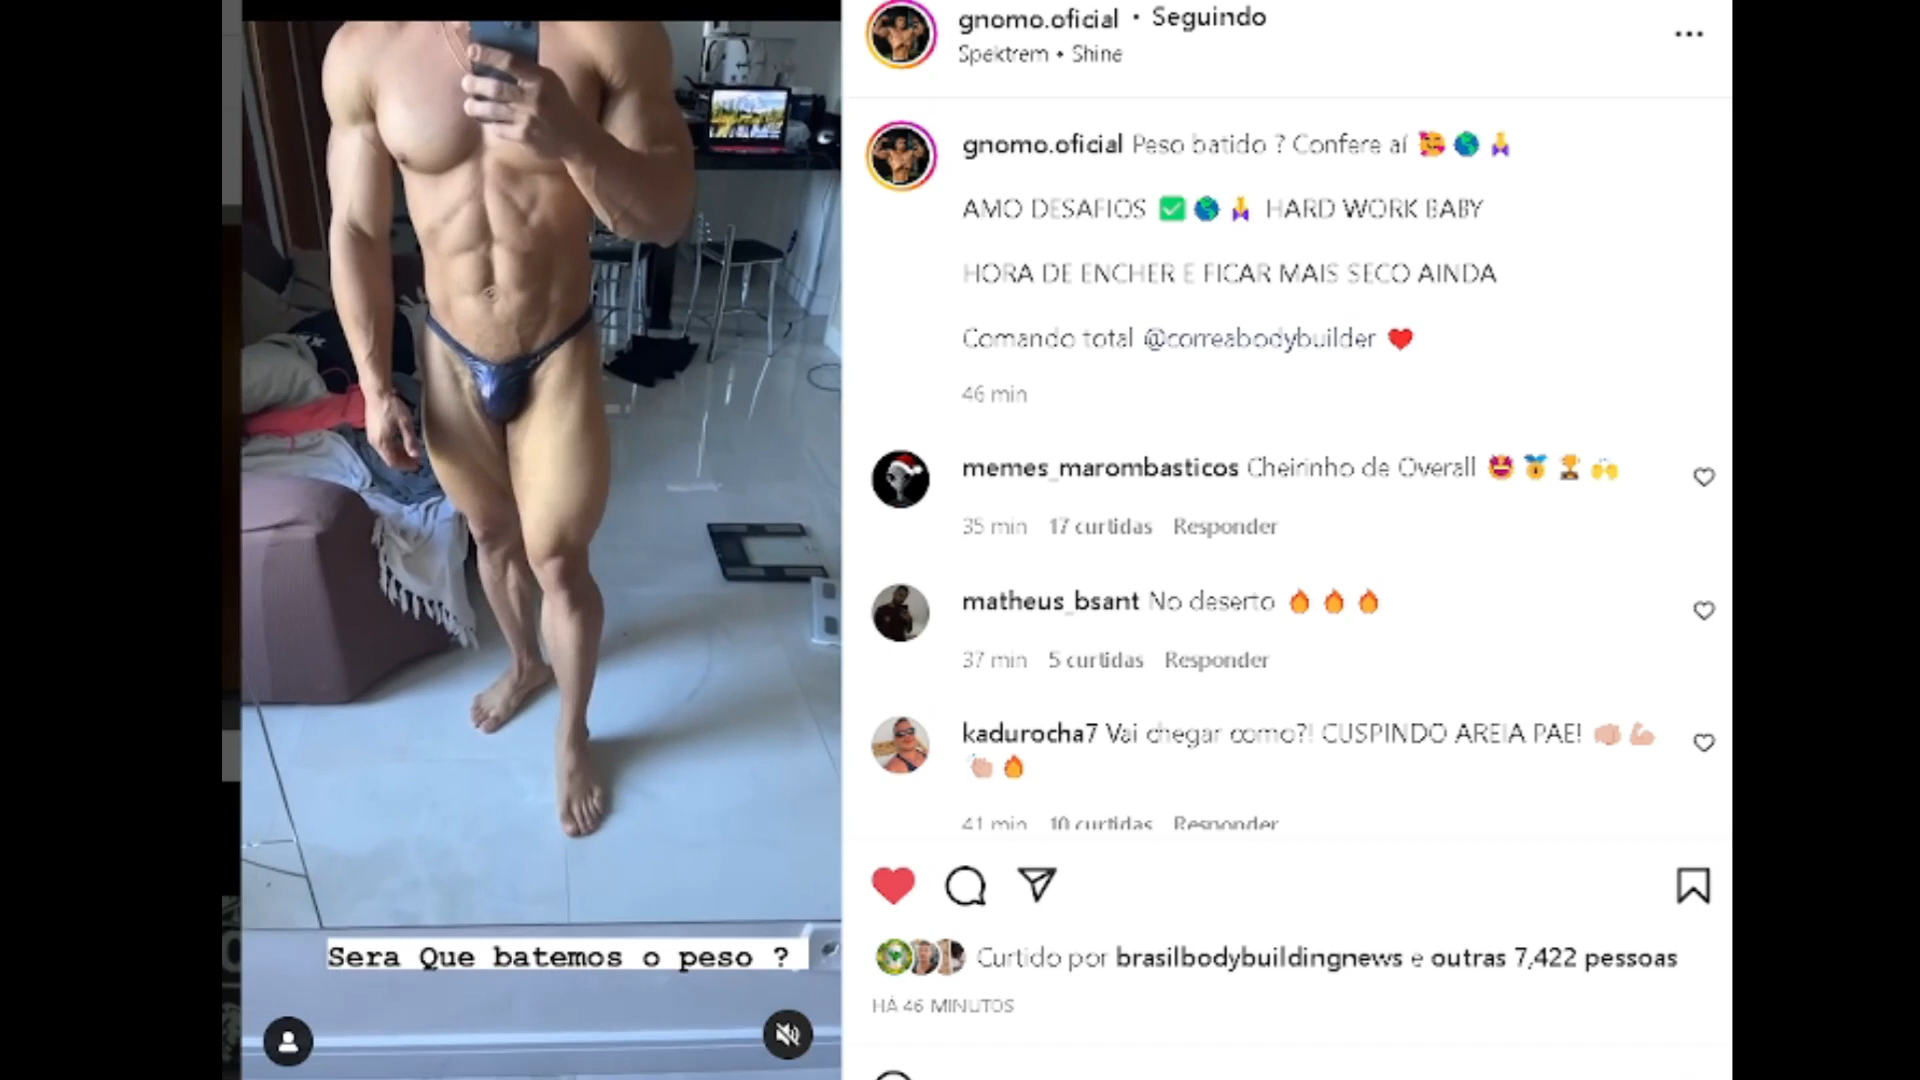 gnomo.oficial • Seguindo
Spektrem • Shine
gnomo.oficial Peso batido ? Confere aí 🥰🌎🙏
AMO DESAFIOS ✅🌎🙏 HARD WORK BABY
HORA DE ENCHER E FICAR MAIS SECO AINDA
Comando total @correabodybuilder ❤️
46 min
memes_marombasticos Cheirinho de Overall 🤩🏅🏆🙌
35 min 17 curtidas Responder
matheus_bsant No deserto 🔥🔥🔥
37 min 5 curtidas Responder
kadurocha7 Vai chegar como?! CUSPINDO AREIA PAE! 👊🏼💪🏼
👏🏼🔥
41 min 10 curtidas Responder
Curtido por brasilbodybuildingnews e outras 7,422 pessoas
HÁ 46 MINUTOS
Sera Que batemos o peso ?